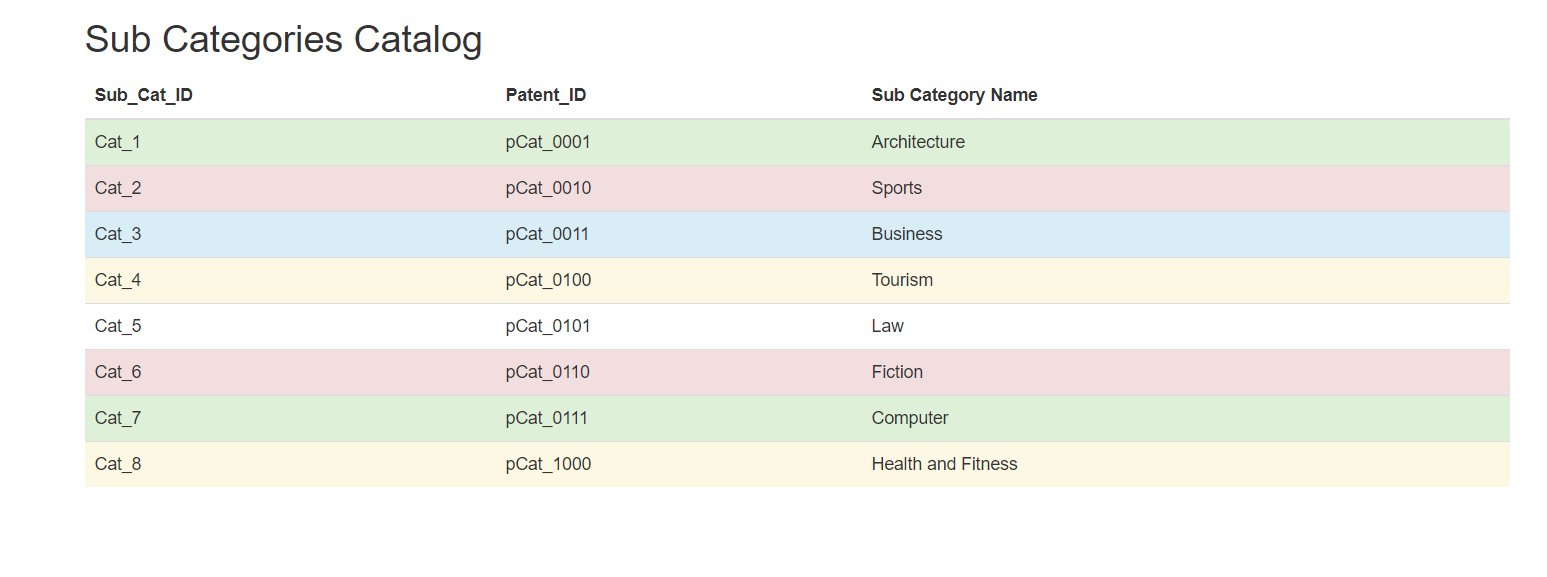 Sub Categories Catalog
Sub_Cat_ID Patent_ID Sub Category Name
Cat_1 pCat_0001 Architecture
Cat_2 pCat_0010 Sports
Cat_3 pCat_0011 Business
Cat_4 pCat_0100 Tourism
Cat_5 pCat_0101 Law
Cat_6 pCat_0110 Fiction
Cat_7 pCat_0111 Computer
Cat_8 pCat_1000 Health and Fitness